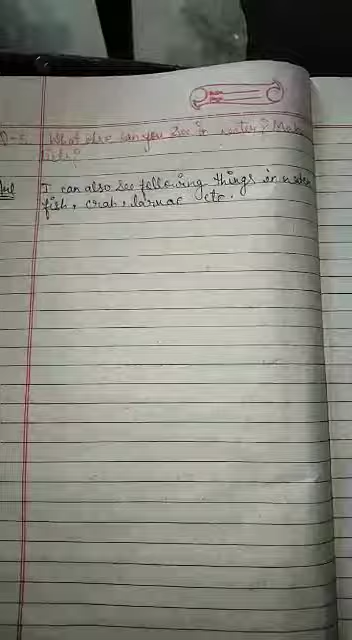 Q-5. What else can you see in water? Make
list?
Ans I can also see following things in water
fish, crab, larvae etc.